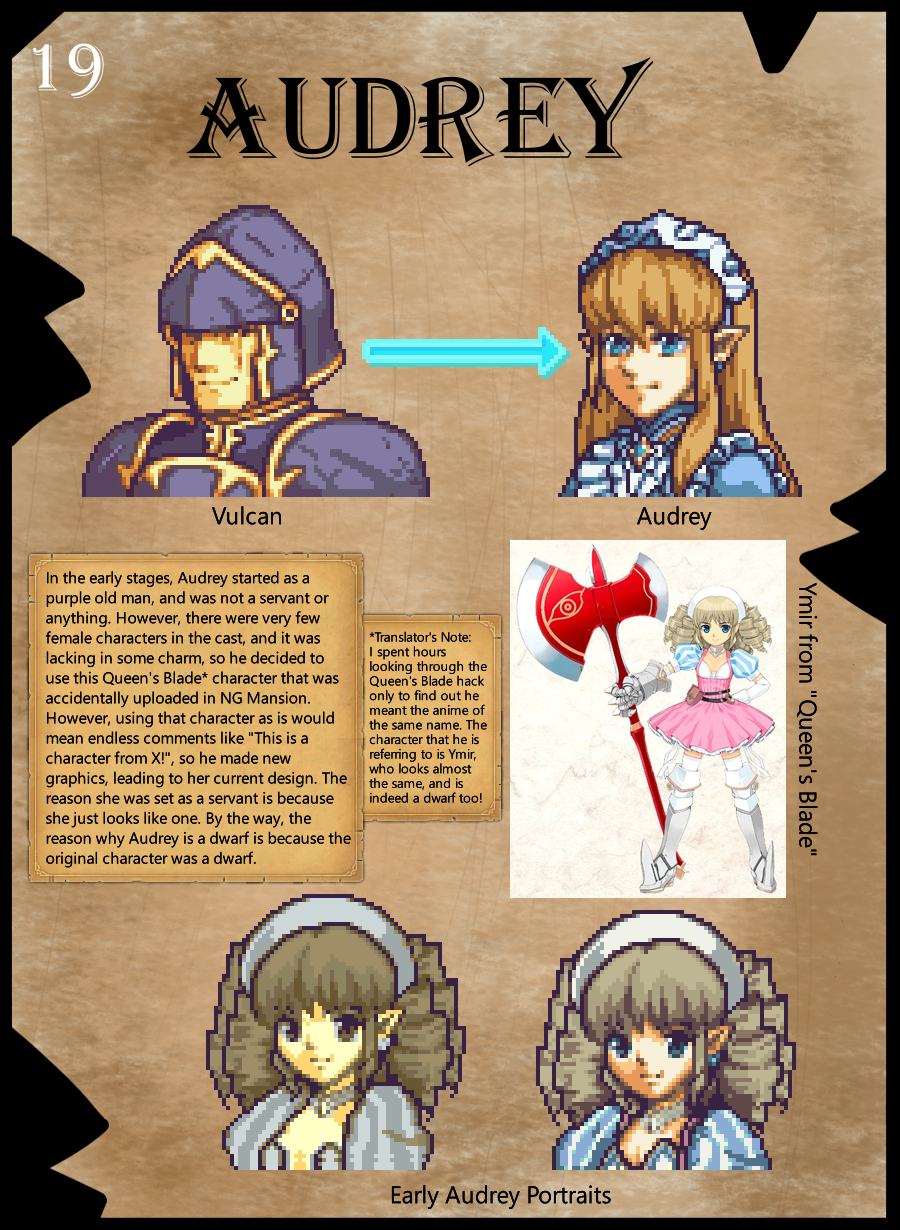 19
AUDREY
Vulcan
Audrey
In the early stages, Audrey started as a
purple old man, and was not a servant or
anything. However, there were very few
female characters in the cast, and it was
lacking in some charm, so he decided to
use this Queen's Blade* character that was
accidentally uploaded in NG Mansion.
However, using that character as is would
mean endless comments like "This is a
character from X!", so he made new
graphics, leading to her current design. The
reason she was set as a servant is because
she just looks like one. By the way, the
reason why Audrey is a dwarf is because the
original character was a dwarf.
*Translator's Note:
I spent hours
looking through the
Queen's Blade hack
only to find out he
meant the anime of
the same name. The
character that he is
referring to is Ymir,
who looks almost
the same, and is
indeed a dwarf too!
Ymir from "Queen's Blade"
Early Audrey Portraits